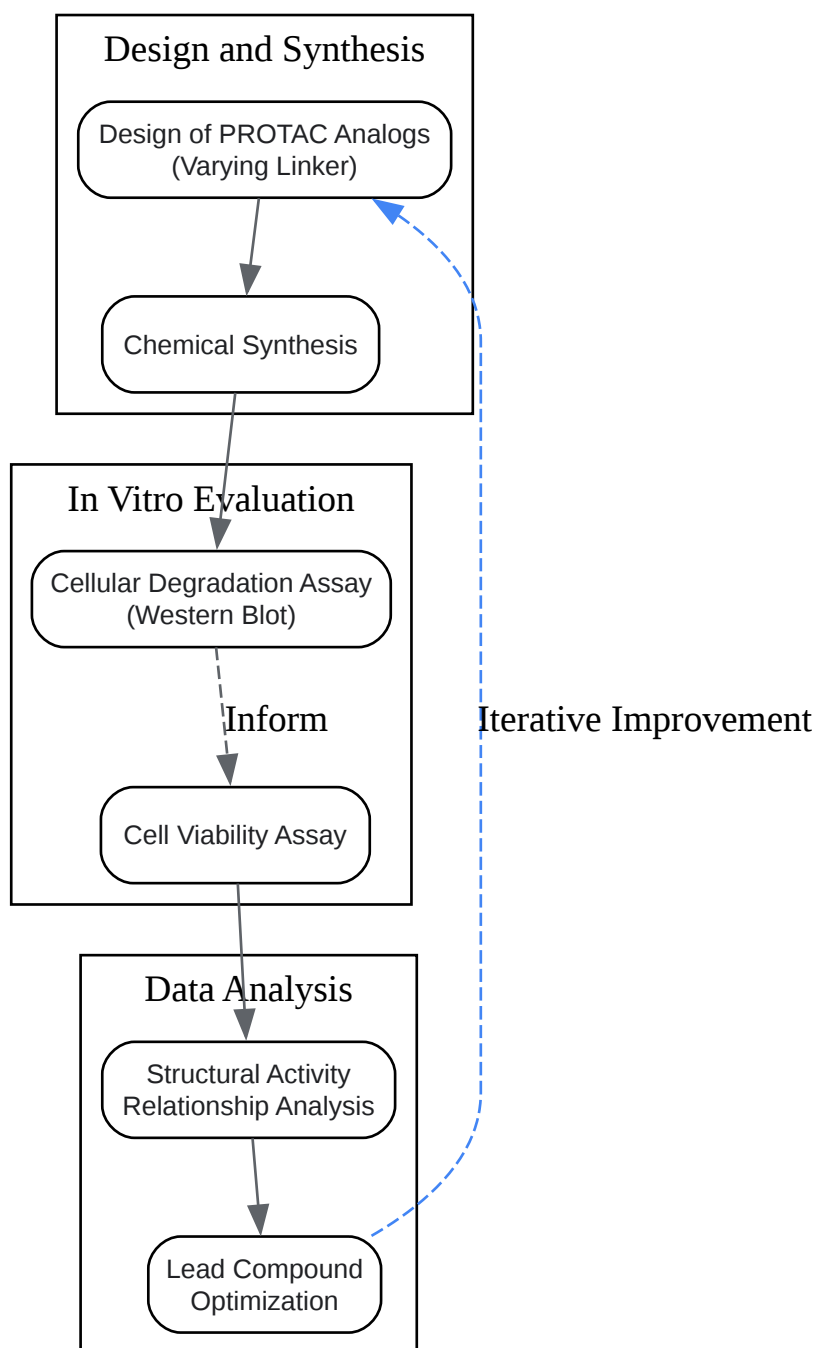 Design and Synthesis
Design of PROTAC Analogs
(Varying Linker)
Chemical Synthesis
In Vitro Evaluation
Cellular Degradation Assay
(Western Blot)
Inform
Iterative Improvement
Cell Viability Assay
Data Analysis
Structural Activity
Relationship Analysis
Lead Compound
Optimization